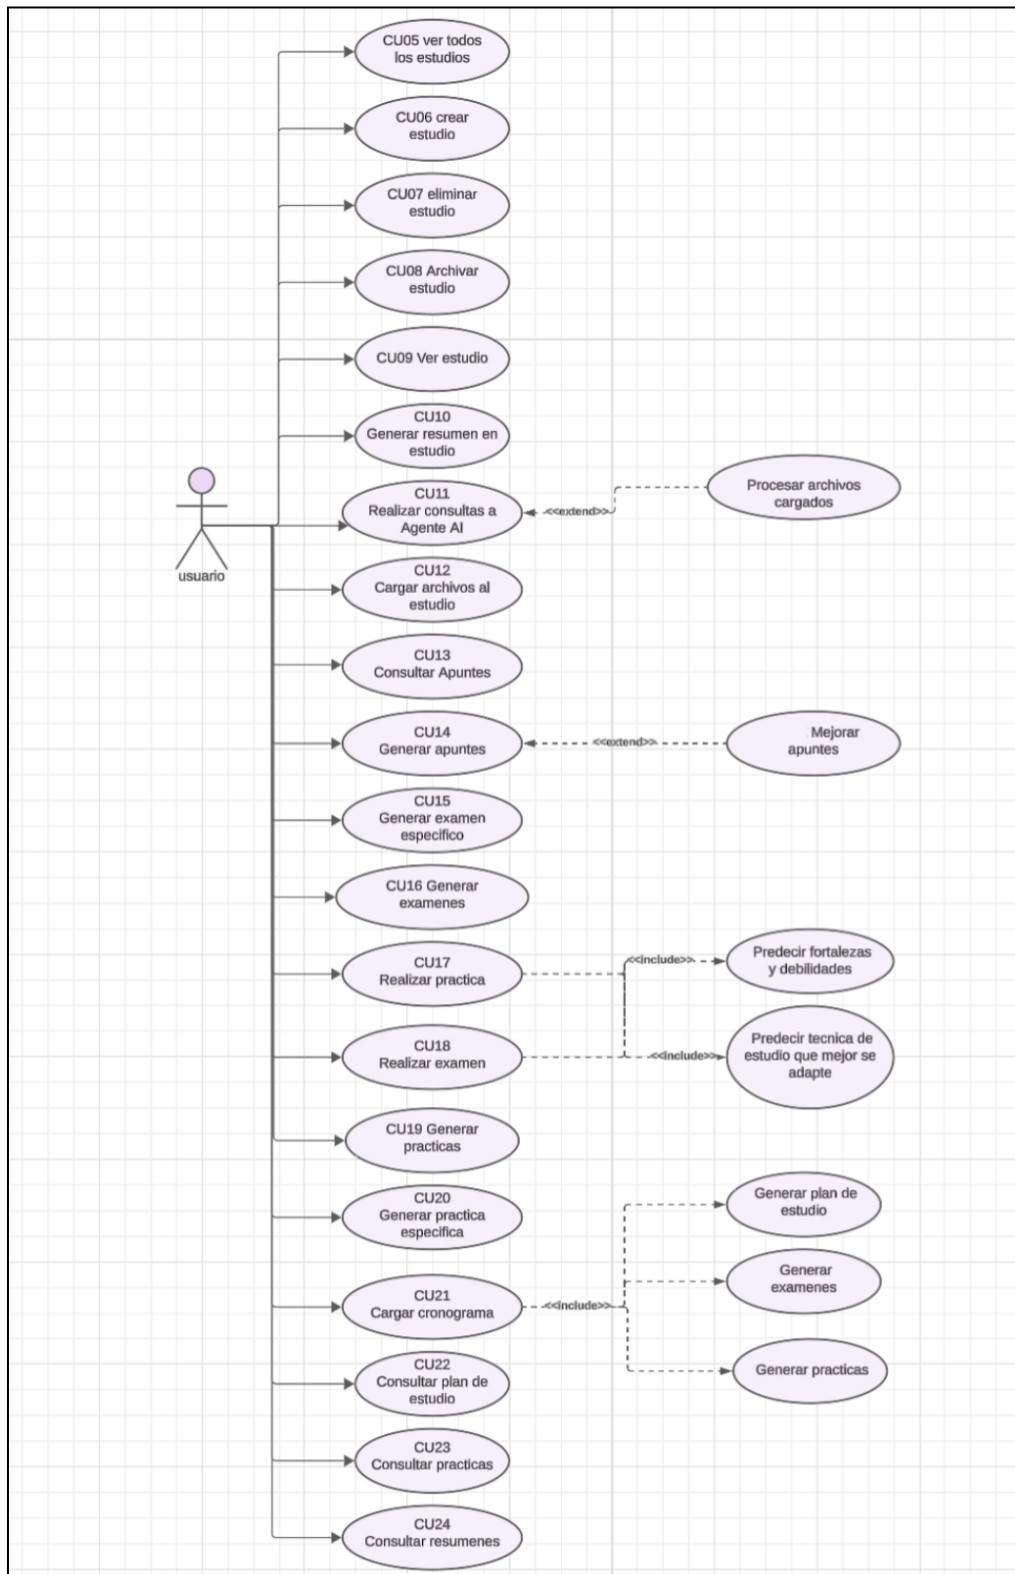 CU05 ver todos
los estudios
CU06 crear
estudio
CU07 eliminar
estudio
CU08 Archivar
estudio
CU09 Ver estudio
CU10
Generar resumen en
estudio
usuario
CU11
Realizar consultas a
Agente AI
<<extend>>
Procesar archivos
cargados
CU12
Cargar archivos al
estudio
CU13
Consultar Apuntes
CU14
Generar apuntes
<<extend>>
Mejorar
apuntes
CU15
Generar examen
especifico
CU16 Generar
examenes
CU17
Realizar practica
<<include>>
Predecir fortalezas
y debilidades
CU18
Realizar examen
<<include>>
Predecir tecnica de
estudio que mejor se
adapte
CU19 Generar
practicas
CU20
Generar practica
especifica
Generar plan de
estudio
CU21
Cargar cronograma
<<include>>
Generar
examenes
Generar practicas
CU22
Consultar plan de
estudio
CU23
Consultar practicas
CU24
Consultar resumenes